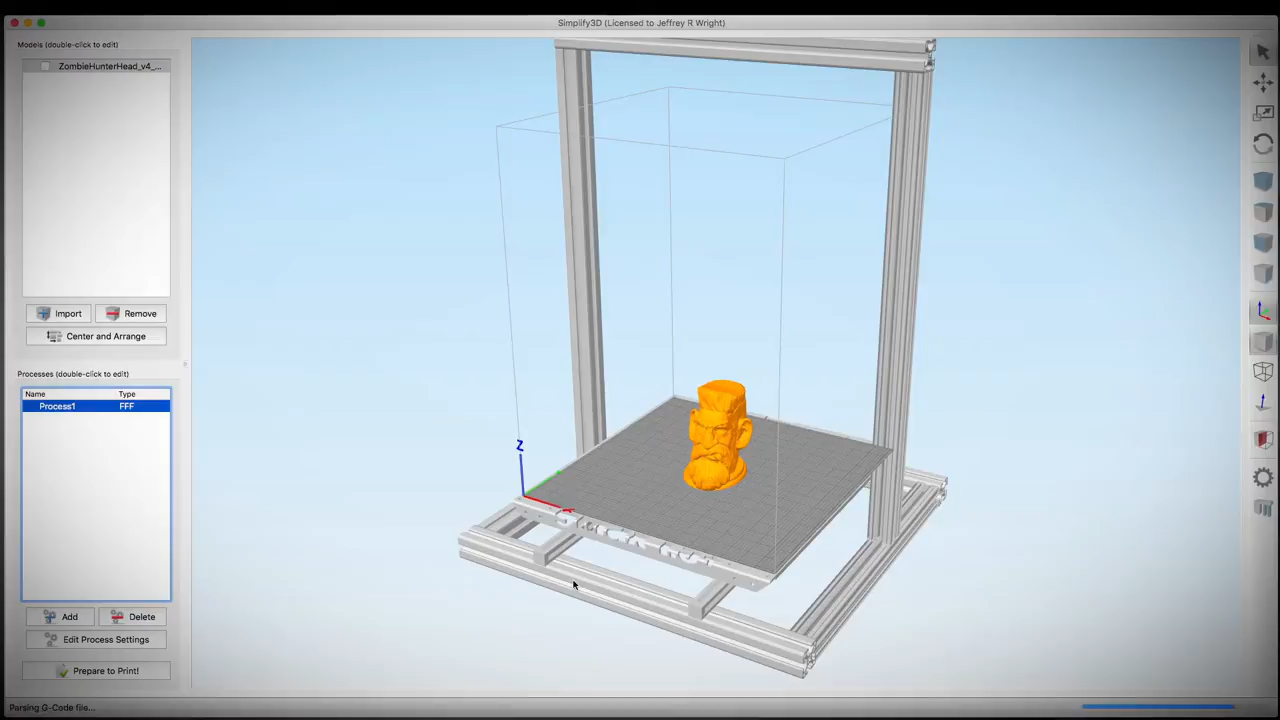 Simplify3D (Licensed to Jeffrey R Wright)
Models (double-click to edit)
ZombieHunterHead_v4_...
Import
Remove
Center and Arrange
Processes (double-click to edit)
Name Type
Process1 FFF
Add
Delete
Edit Process Settings
Prepare to Print!
Z
Parsing G-Code file...